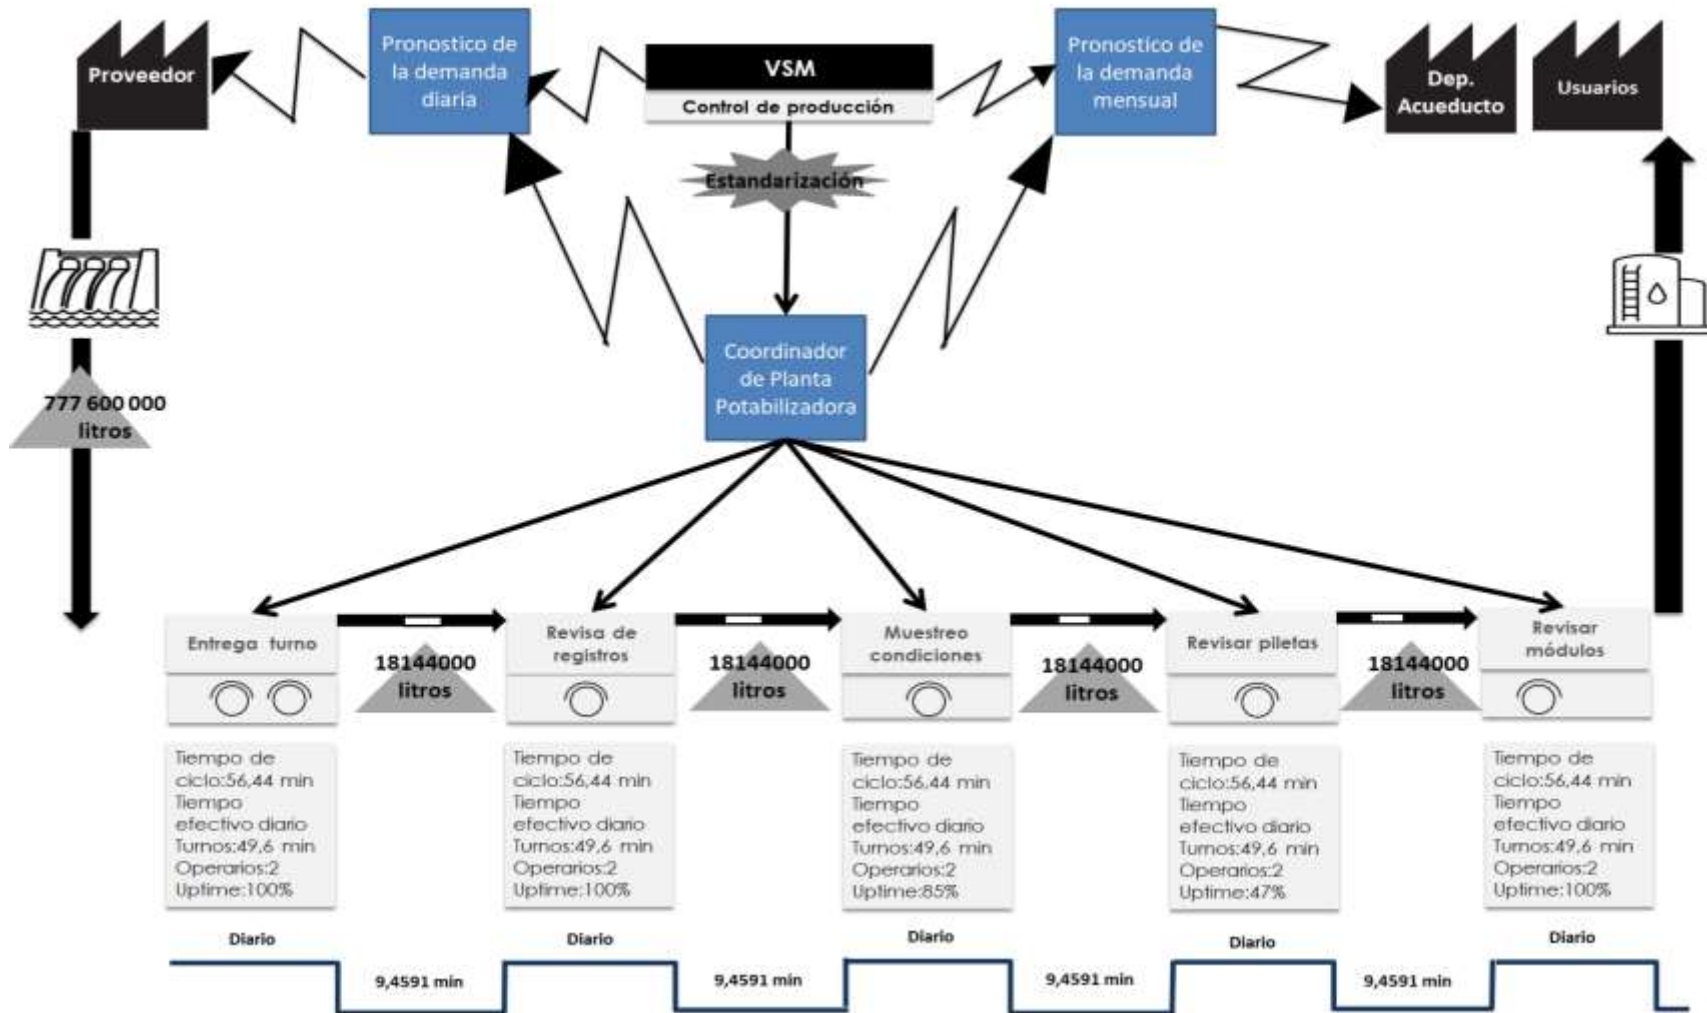 Proveedor
Pronostico de
la demanda
diaria
VSM
Control de producción
Pronostico de
la demanda
mensual
Dep.
Acueducto
Usuarios
Estandarización
Coordinador
de Planta
Potabilizadora
777 600 000
litros
Entrega turno
18144000
litros
Revisa de
registros
18144000
litros
Muestreo
condiciones
18144000
litros
Revisar piletas
18144000
litros
Revisar
módulos
Tiempo de
ciclo:56,44 min
Tiempo
efectivo diario
Turnos:49,6 min
Operarios:2
Uptime:100%
Tiempo de
ciclo:56,44 min
Tiempo
efectivo diario
Turnos:49,6 min
Operarios:2
Uptime:100%
Tiempo de
ciclo:56,44 min
Tiempo
efectivo diario
Turnos:49,6 min
Operarios:2
Uptime:85%
Tiempo de
ciclo:56,44 min
Tiempo
efectivo diario
Turnos:49,6 min
Operarios:2
Uptime:47%
Tiempo de
ciclo:56,44 min
Tiempo
efectivo diario
Turnos:49,6 min
Operarios:2
Uptime:100%
Diario
Diario
Diario
Diario
Diario
9,4591 min
9,4591 min
9,4591 min
9,4591 min